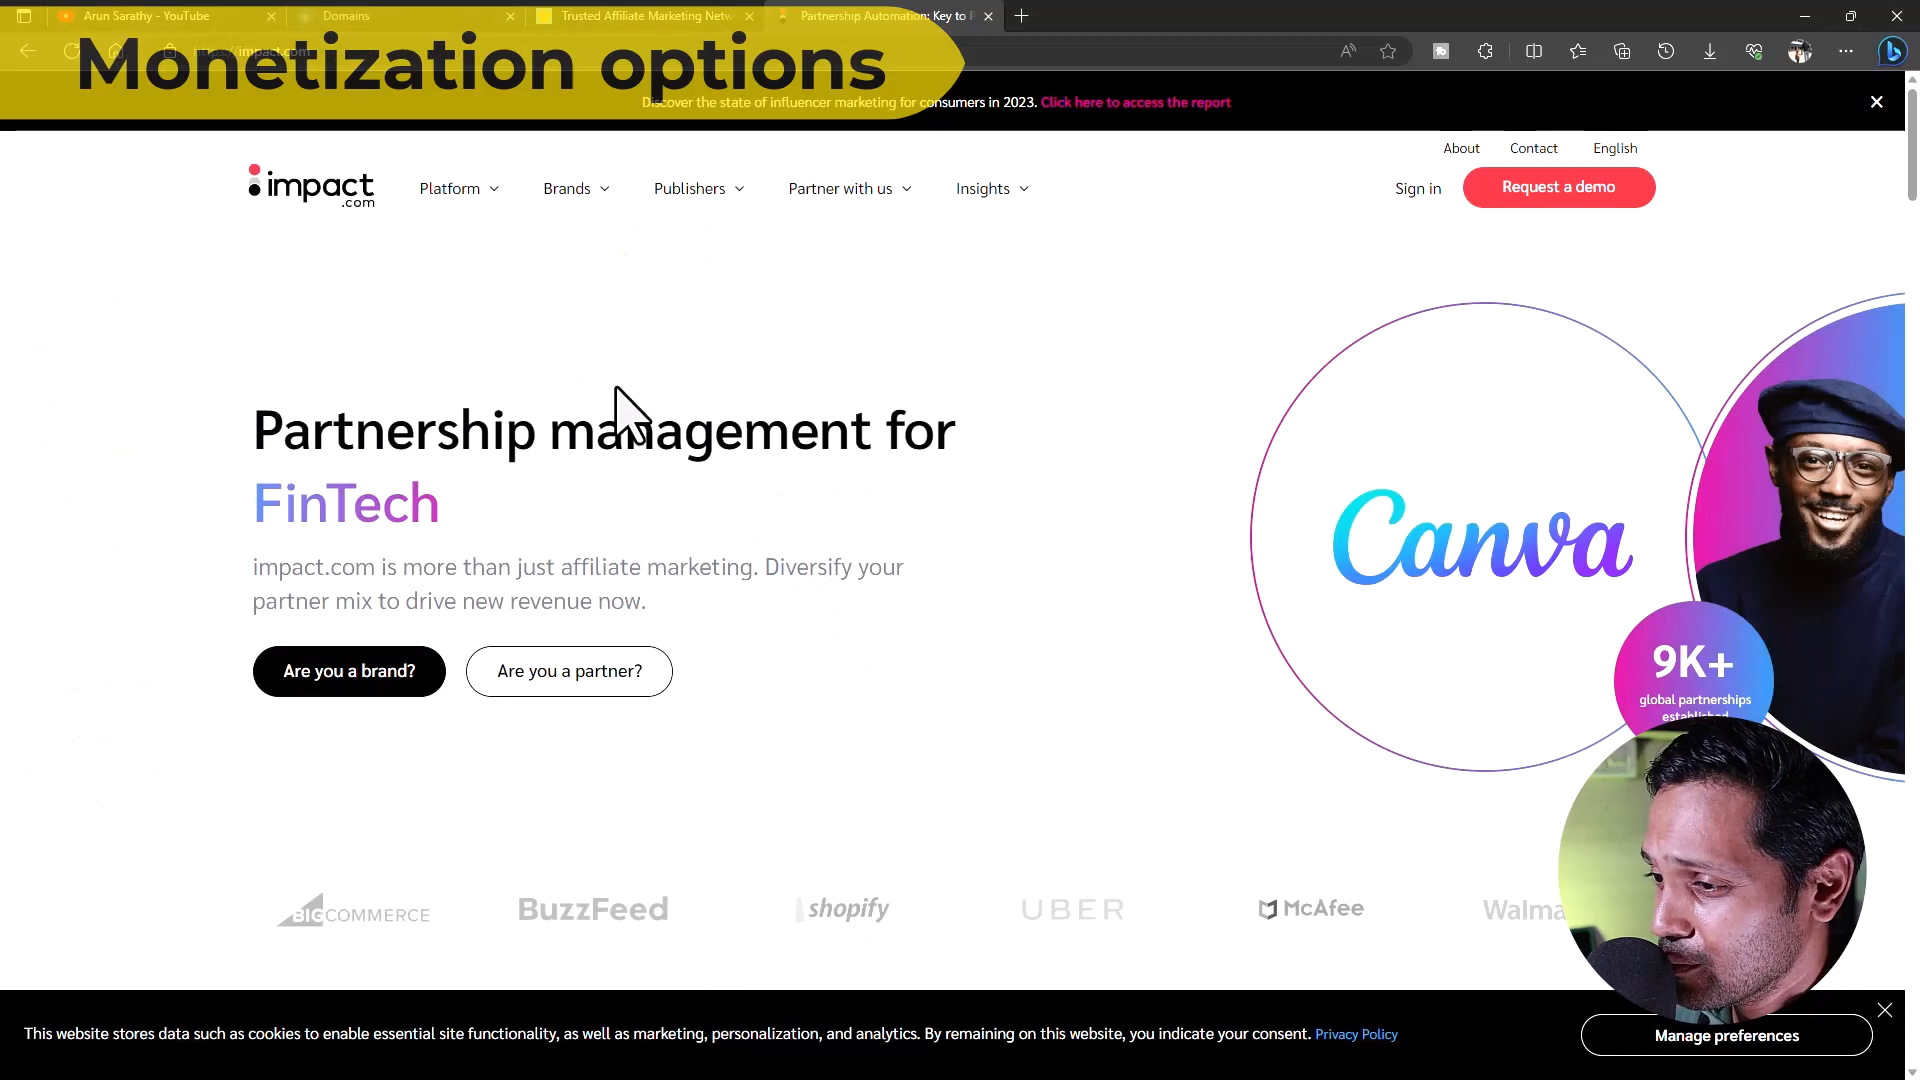 Arun Sarathy - YouTube
Domains
Trusted Affiliate Marketing Netw
Partnership Automation: Key to P
https://impact.com
Monetization options
Discover the state of influencer marketing for consumers in 2023. Click here to access the report
About
Contact
English
impact
.com
Platform
Brands
Publishers
Partner with us
Insights
Sign in
Request a demo
Partnership management for
FinTech
impact.com is more than just affiliate marketing. Diversify your
partner mix to drive new revenue now.
Are you a brand?
Are you a partner?
Canva
9K+
global partnerships
established
BIGCOMMERCE
BuzzFeed
shopify
UBER
McAfee
Walma
This website stores data such as cookies to enable essential site functionality, as well as marketing, personalization, and analytics. By remaining on this website, you indicate your consent. Privacy Policy
Manage preferences